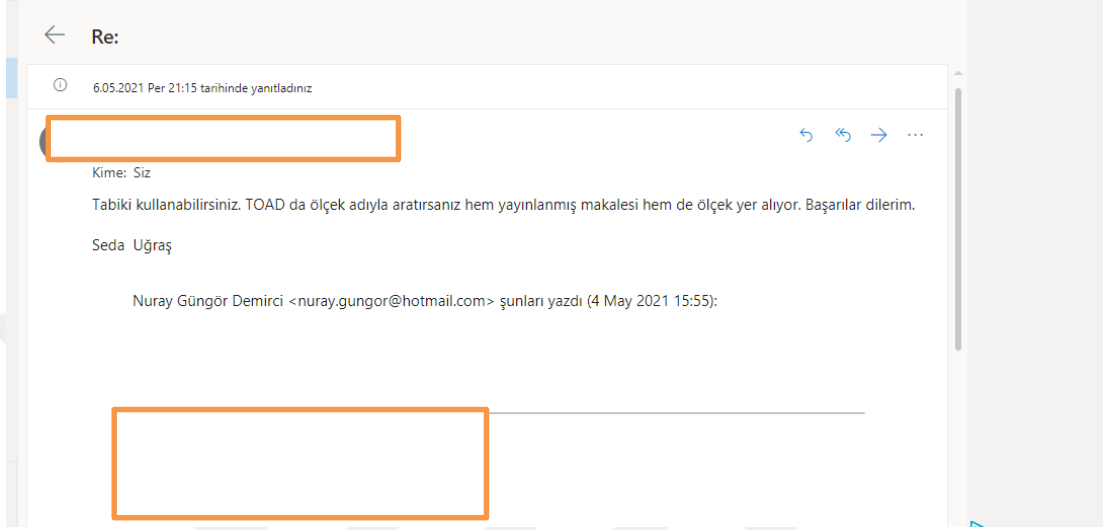 Re:
6.05.2021 Per 21:15 tarihinde yanıtladınız
Kime: Siz
Tabiki kullanabilirsiniz. TOAD da ölçek adıyla aratırsanız hem yayınlanmış makalesi hem de ölçek yer alıyor. Başarılar dilerim.
Seda Uğraş
Nuray Güngör Demirci <nuray.gungor@hotmail.com> şunları yazdı (4 May 2021 15:55):